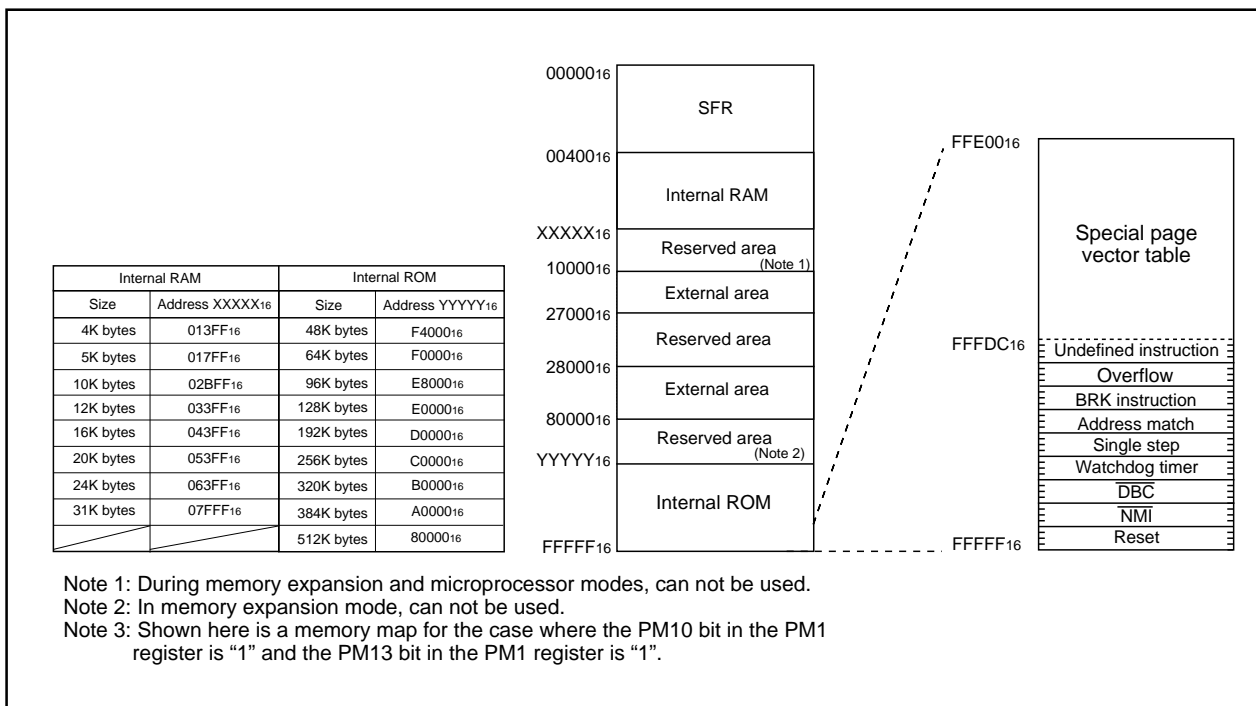 0000016
SFR
0040016
Internal RAM
XXXXX16
Reserved area
(Note 1)
1000016
External area
2700016
Reserved area
2800016
External area
8000016
Reserved area
(Note 2)
YYYYY16
Internal ROM
FFFFF16
FFE0016
Special page
vector table
FFFDC16
Undefined instruction
Overflow
BRK instruction
Address match
Single step
Watchdog timer
DBC
NMI
Reset
FFFFF16
Internal RAM Internal ROM
Size Address XXXXX16 Size Address YYYYY16
4K bytes 013FF16 48K bytes F400016
5K bytes 017FF16 64K bytes F000016
10K bytes 02BFF16 96K bytes E800016
12K bytes 033FF16 128K bytes E000016
16K bytes 043FF16 192K bytes D000016
20K bytes 053FF16 256K bytes C000016
24K bytes 063FF16 320K bytes B000016
31K bytes 07FFF16 384K bytes A000016
512K bytes 8000016
Note 1: During memory expansion and microprocessor modes, can not be used.
Note 2: In memory expansion mode, can not be used.
Note 3: Shown here is a memory map for the case where the PM10 bit in the PM1
register is “1” and the PM13 bit in the PM1 register is “1”.